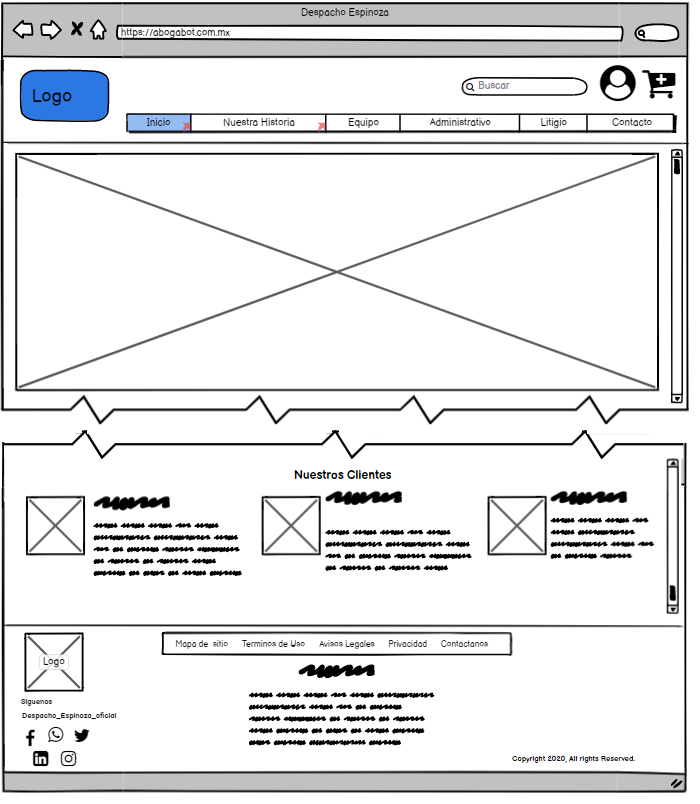 Despacho Espinoza
https://abogabot.com.mx
Logo
Buscar
Inicio Nuestra Historia Equipo Administrativo Litigio Contacto
Nuestros Clientes
Mapa de sitio Terminos de Uso Avisos Legales Privacidad Contactanos
Logo
Siguenos
Despacho_Espinoza_oficial
Copyright 2020, All rights Reserved.